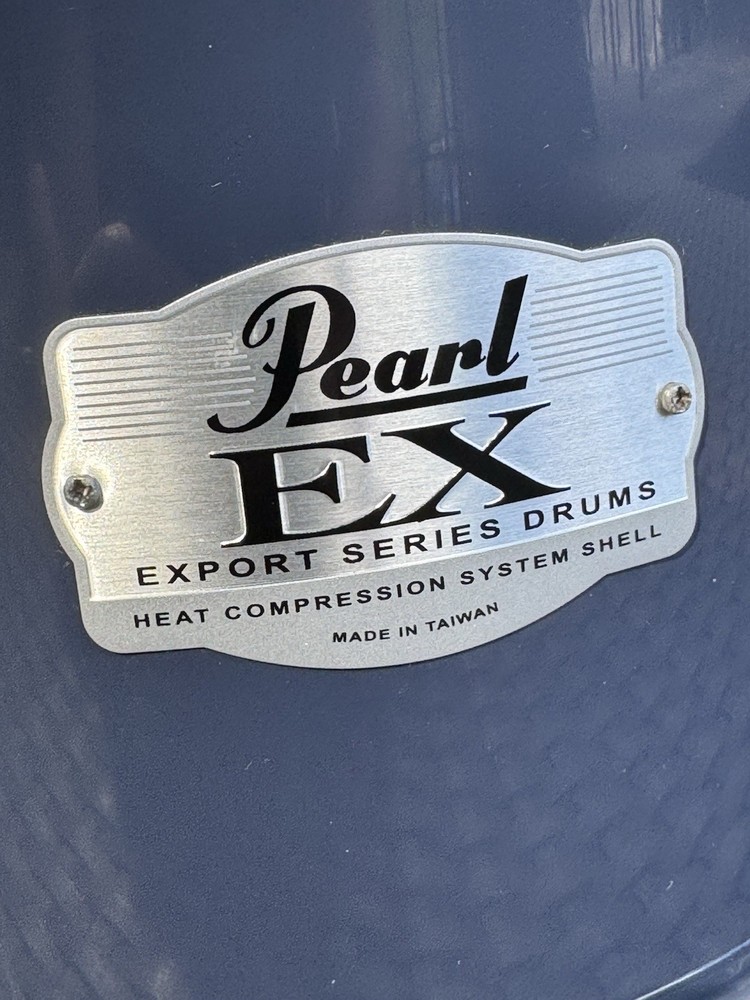 Pearl
EX
EXPORT SERIES DRUMS
HEAT COMPRESSION SYSTEM SHELL
MADE IN TAIWAN